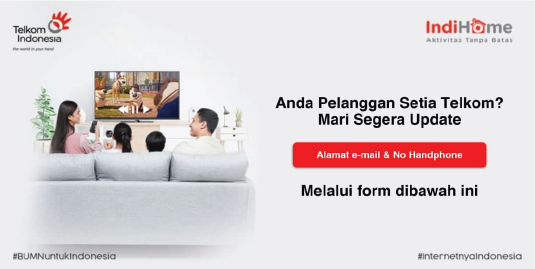 Telkom
Indonesia
the world in your hand
IndiHome
Aktivitas Tanpa Batas
Anda Pelanggan Setia Telkom?
Mari Segera Update
Alamat e-mail & No Handphone
Melalui form dibawah ini
#BUMNuntukIndonesia
#InternetnyaIndonesia